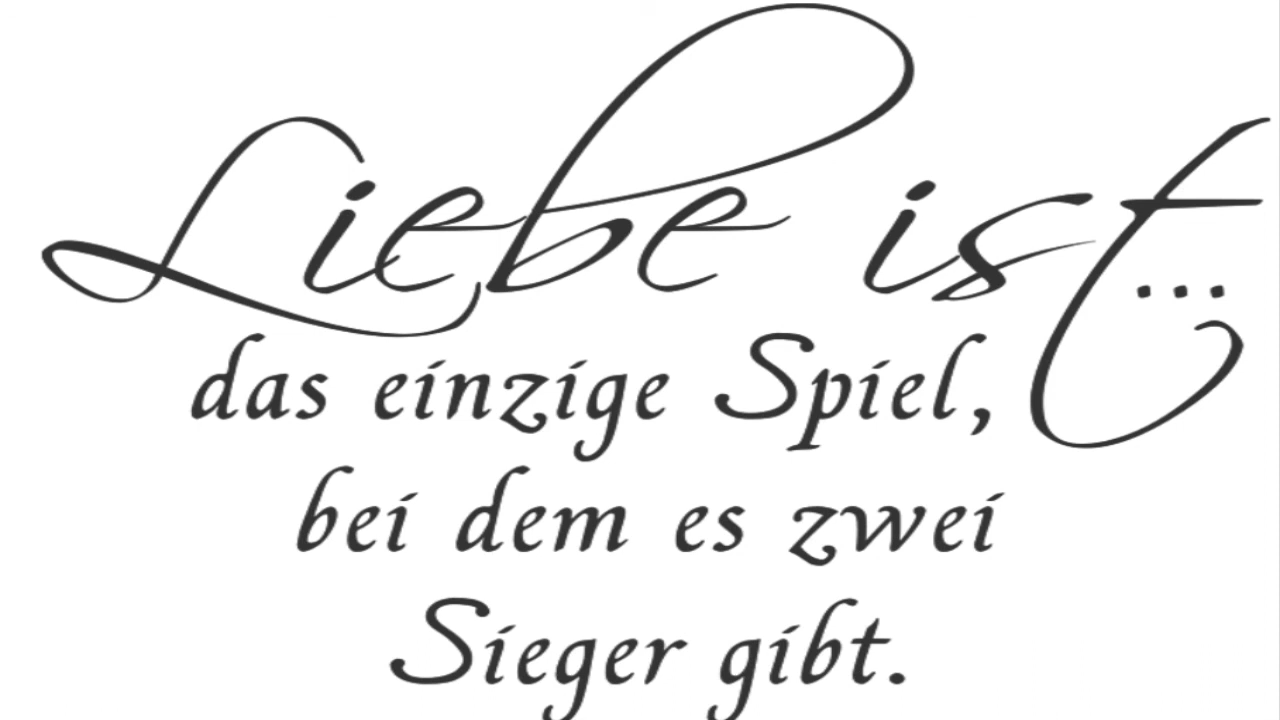 Liebe ist...
das einzige Spiel,
bei dem es zwei
Sieger gibt.